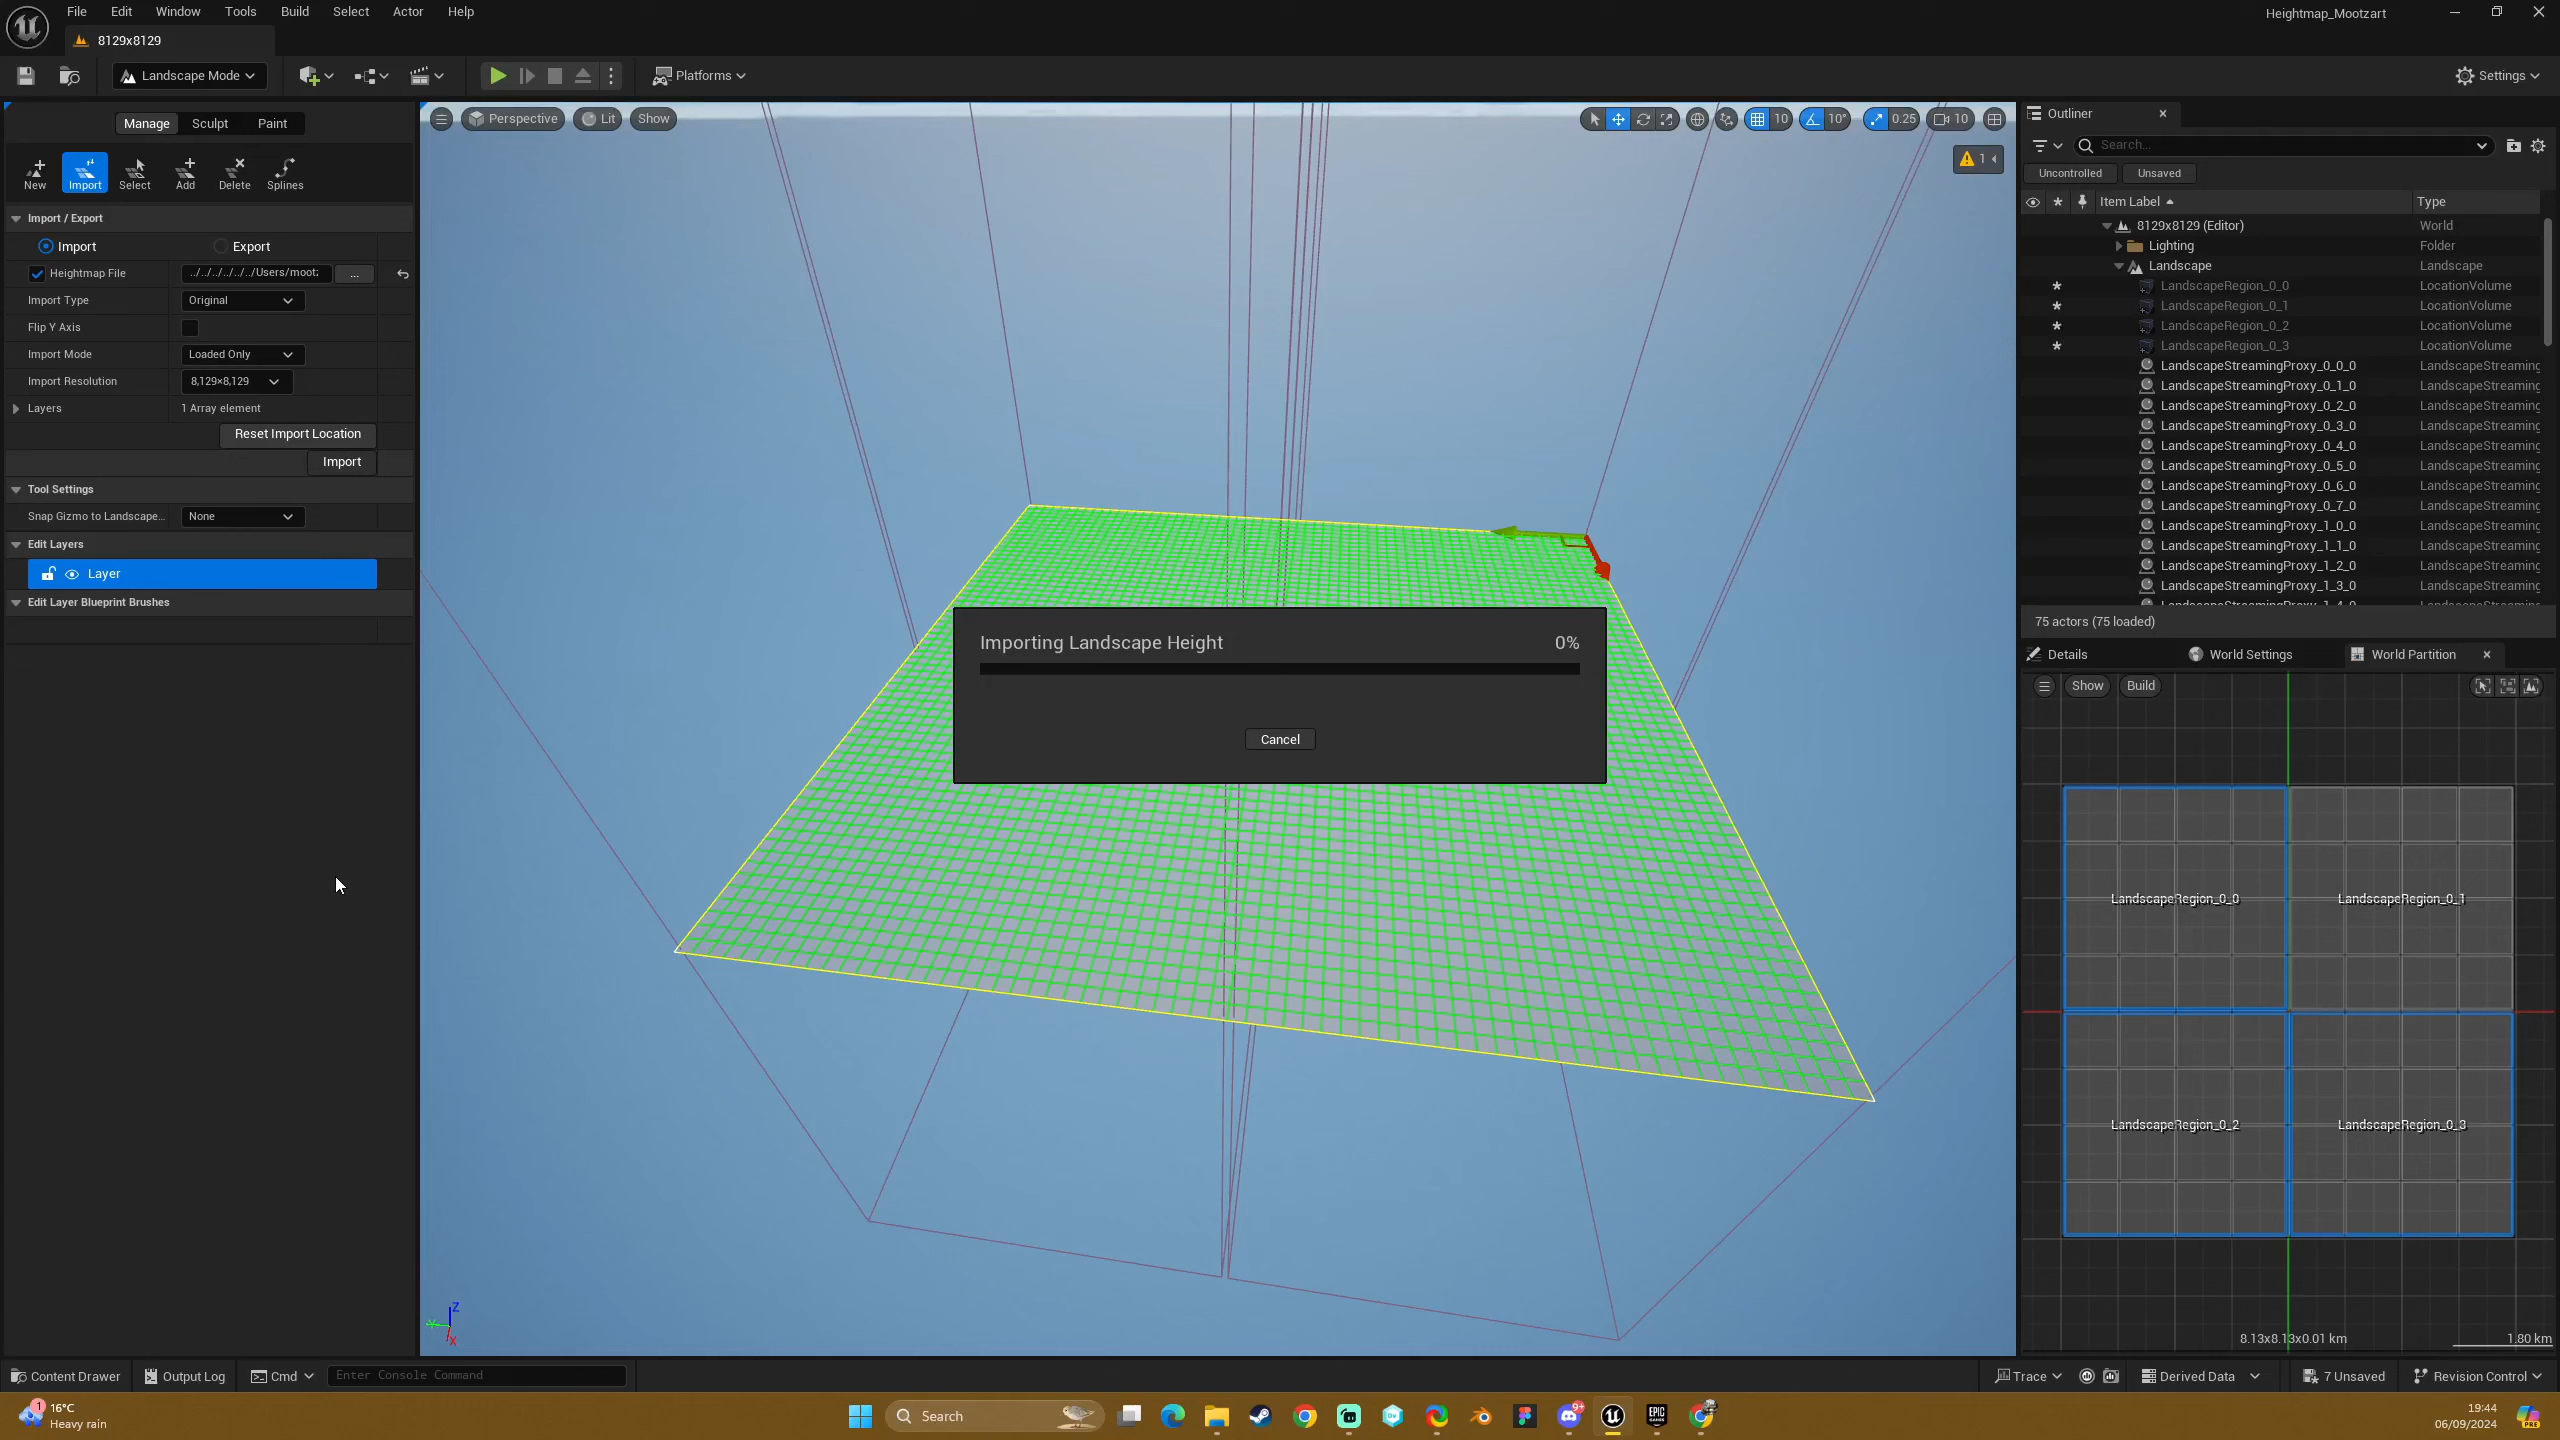 File Edit Window Tools Build Select Actor Help
Heightmap_Mootzart
8129x8129
Landscape Mode
Platforms
Settings
Manage Sculpt Paint
New Import Select Add Delete Splines
Import / Export
Import Export
Heightmap File ../../../../../../Users/moot: ...
Import Type Original
Flip Y Axis
Import Mode Loaded Only
Import Resolution 8,129×8,129
Layers 1 Array element
Reset Import Location
Import
Tool Settings
Snap Gizmo to Landscape... None
Edit Layers
Layer
Edit Layer Blueprint Brushes
Perspective Lit Show
10 10° 0.25 10
1
Importing Landscape Height 0%
Cancel
Z
Y
X
Outliner
Search...
Uncontrolled Unsaved
Item Label Type
8129x8129 (Editor) World
Lighting Folder
Landscape Landscape
LandscapeRegion_0_0 LocationVolume
LandscapeRegion_0_1 LocationVolume
LandscapeRegion_0_2 LocationVolume
LandscapeRegion_0_3 LocationVolume
LandscapeStreamingProxy_0_0_0 LandscapeStreaming
LandscapeStreamingProxy_0_1_0 LandscapeStreaming
LandscapeStreamingProxy_0_2_0 LandscapeStreaming
LandscapeStreamingProxy_0_3_0 LandscapeStreaming
LandscapeStreamingProxy_0_4_0 LandscapeStreaming
LandscapeStreamingProxy_0_5_0 LandscapeStreaming
LandscapeStreamingProxy_0_6_0 LandscapeStreaming
LandscapeStreamingProxy_0_7_0 LandscapeStreaming
LandscapeStreamingProxy_1_0_0 LandscapeStreaming
LandscapeStreamingProxy_1_1_0 LandscapeStreaming
LandscapeStreamingProxy_1_2_0 LandscapeStreaming
LandscapeStreamingProxy_1_3_0 LandscapeStreaming
75 actors (75 loaded)
Details World Settings World Partition
Show Build
LandscapeRegion_0_0 LandscapeRegion_0_1
LandscapeRegion_0_2 LandscapeRegion_0_3
8.13x8.13x0.01 km 1.80 km
Content Drawer Output Log Cmd Enter Console Command
Trace Derived Data 7 Unsaved Revision Control
1
16°C
Heavy rain
Search
9+
EPIC
GAMES
19:44
06/09/2024
PRE